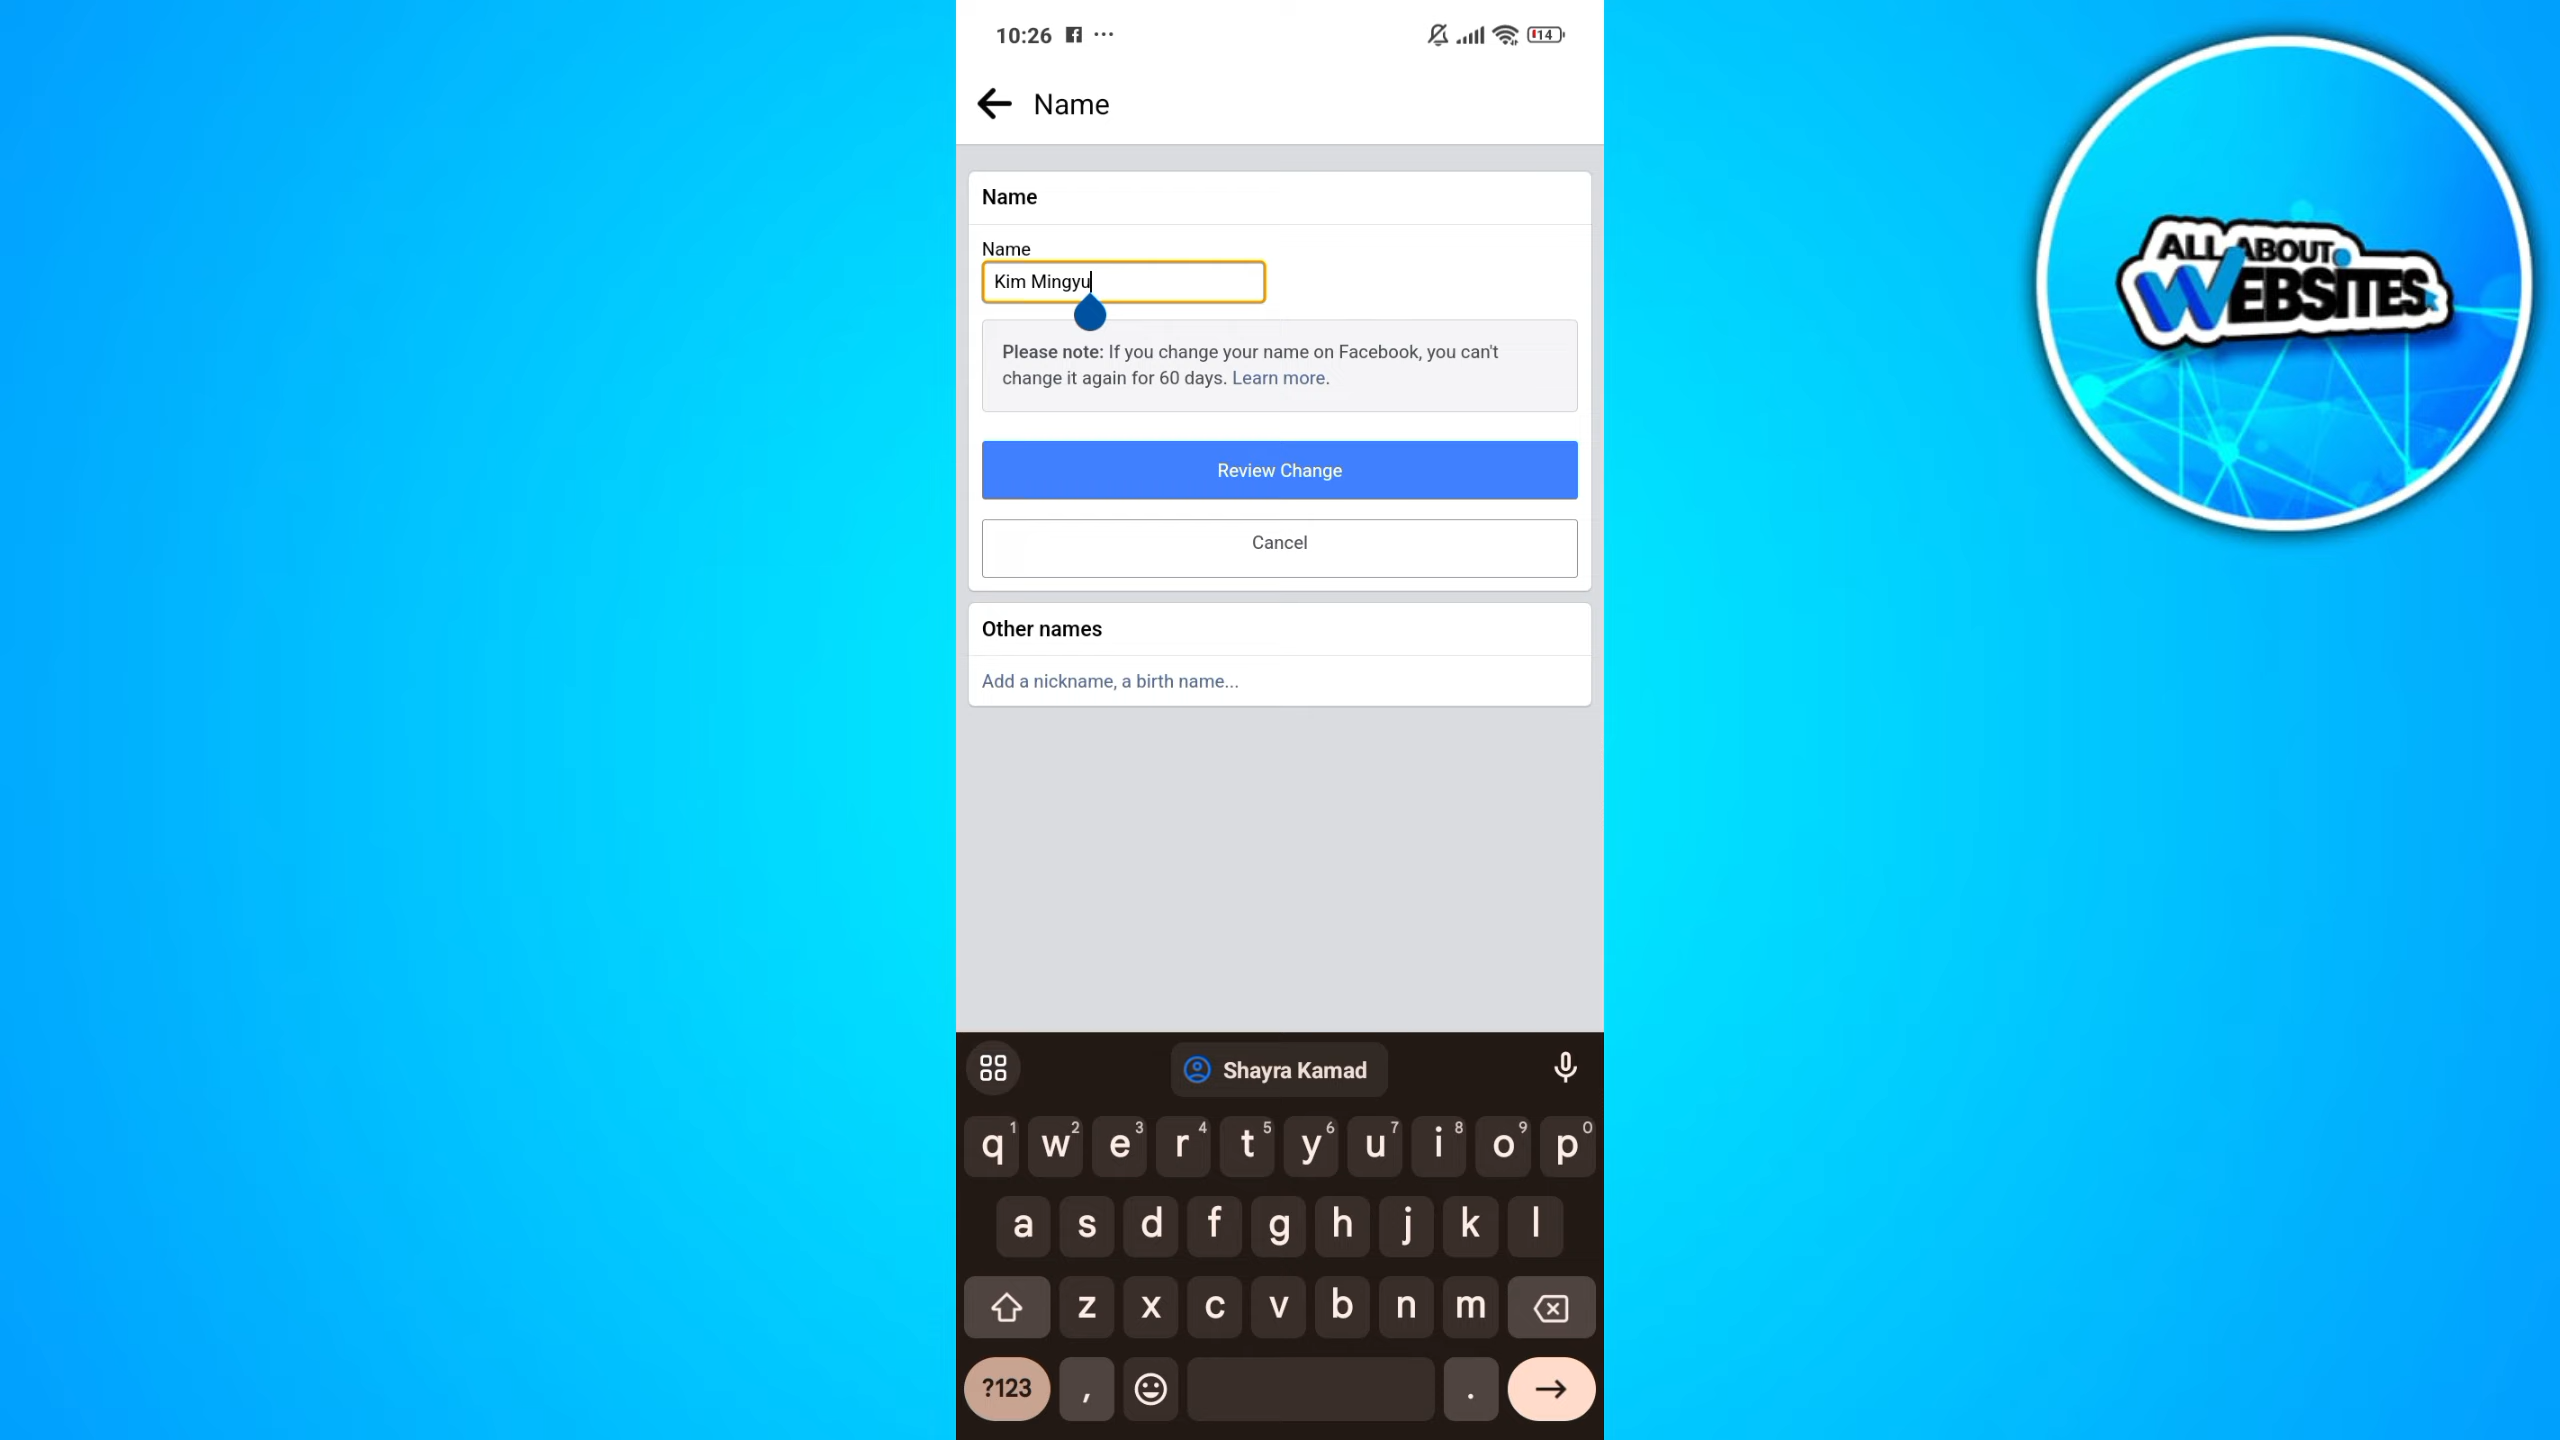 10:26
14
Name
Name
Name
Kim Mingyu
Please note: If you change your name on Facebook, you can't
change it again for 60 days. Learn more.
Review Change
Cancel
Other names
Add a nickname, a birth name...
Shayra Kamad
q1 w2 e3 r4 t5 y6 u7 i8 o9 p0
a s d f g h j k l
z x c v b n m
?123 , .
ALL ABOUT
WEBSITES